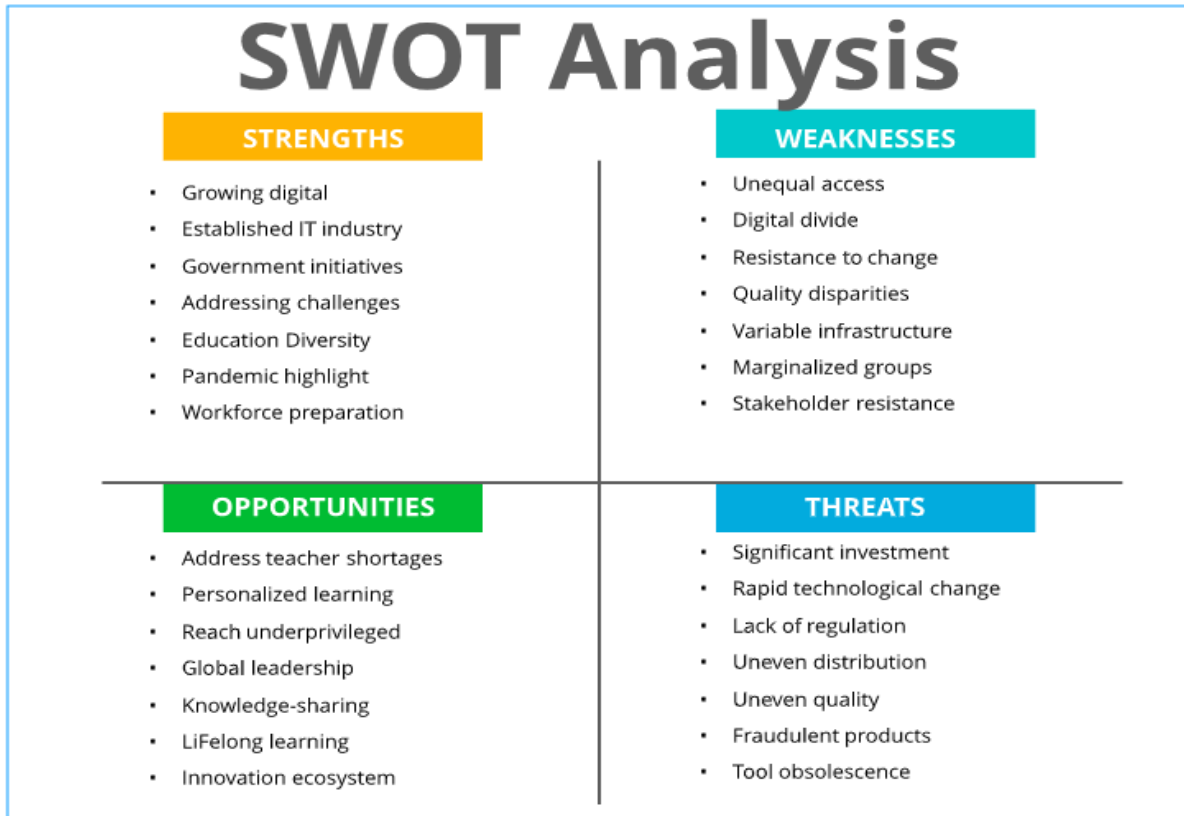 SWOT Analysis
STRENGTHS
• Growing digital
• Established IT industry
• Government initiatives
• Addressing challenges
• Education Diversity
• Pandemic highlight
• Workforce preparation
WEAKNESSES
• Unequal access
• Digital divide
• Resistance to change
• Quality disparities
• Variable infrastructure
• Marginalized groups
• Stakeholder resistance
OPPORTUNITIES
• Address teacher shortages
• Personalized learning
• Reach underprivileged
• Global leadership
• Knowledge-sharing
• LiFelong learning
• Innovation ecosystem
THREATS
• Significant investment
• Rapid technological change
• Lack of regulation
• Uneven distribution
• Uneven quality
• Fraudulent products
• Tool obsolescence